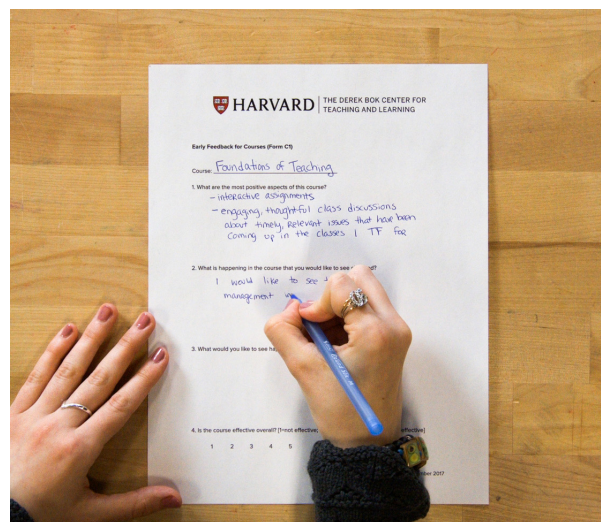 HARVARD
THE DEREK BOK CENTER FOR
TEACHING AND LEARNING
Early Feedback for Courses (Form C1)
Course: Foundations of Teaching
1. What are the most positive aspects of this course?
- interactive assignments
- engaging, thoughtful class discussions
about timely, relevant issues that have been
coming up in the classes I TF for
2. What is happening in the course that you would like to see
I would like to see
management
3. What would you like to see
4. Is the course effective overall? [1=not effective, effective]
1 2 3 4 5
2017